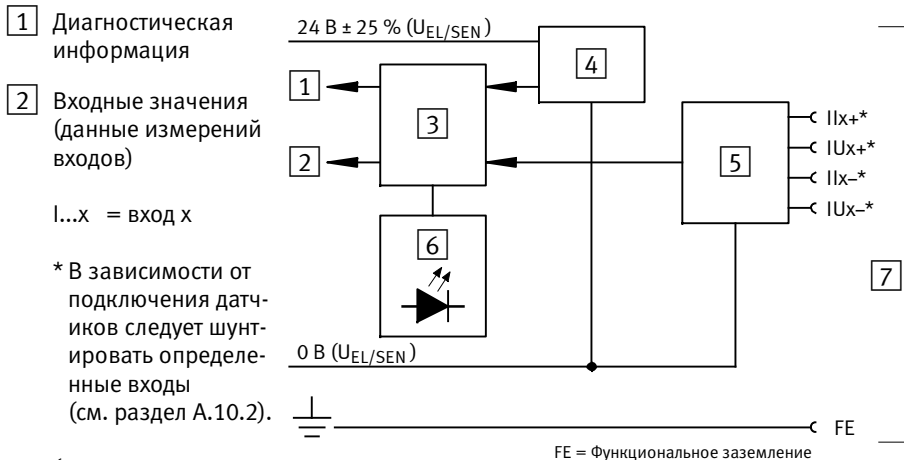 1 Диагностическая
информация
2 Входные значения
(данные измерений
входов)
I...x = вход x
* В зависимости от
подключения датч-
иков следует шунт-
ировать определе-
нные входы
(см. раздел A.10.2).
24 В ± 25 % (UEL/SEN)
4
1
3
2
5
IIx+*
IUx+*
IIx–*
IUx–*
6
7
0 В (UEL/SEN)
FE
FE = Функциональное заземление